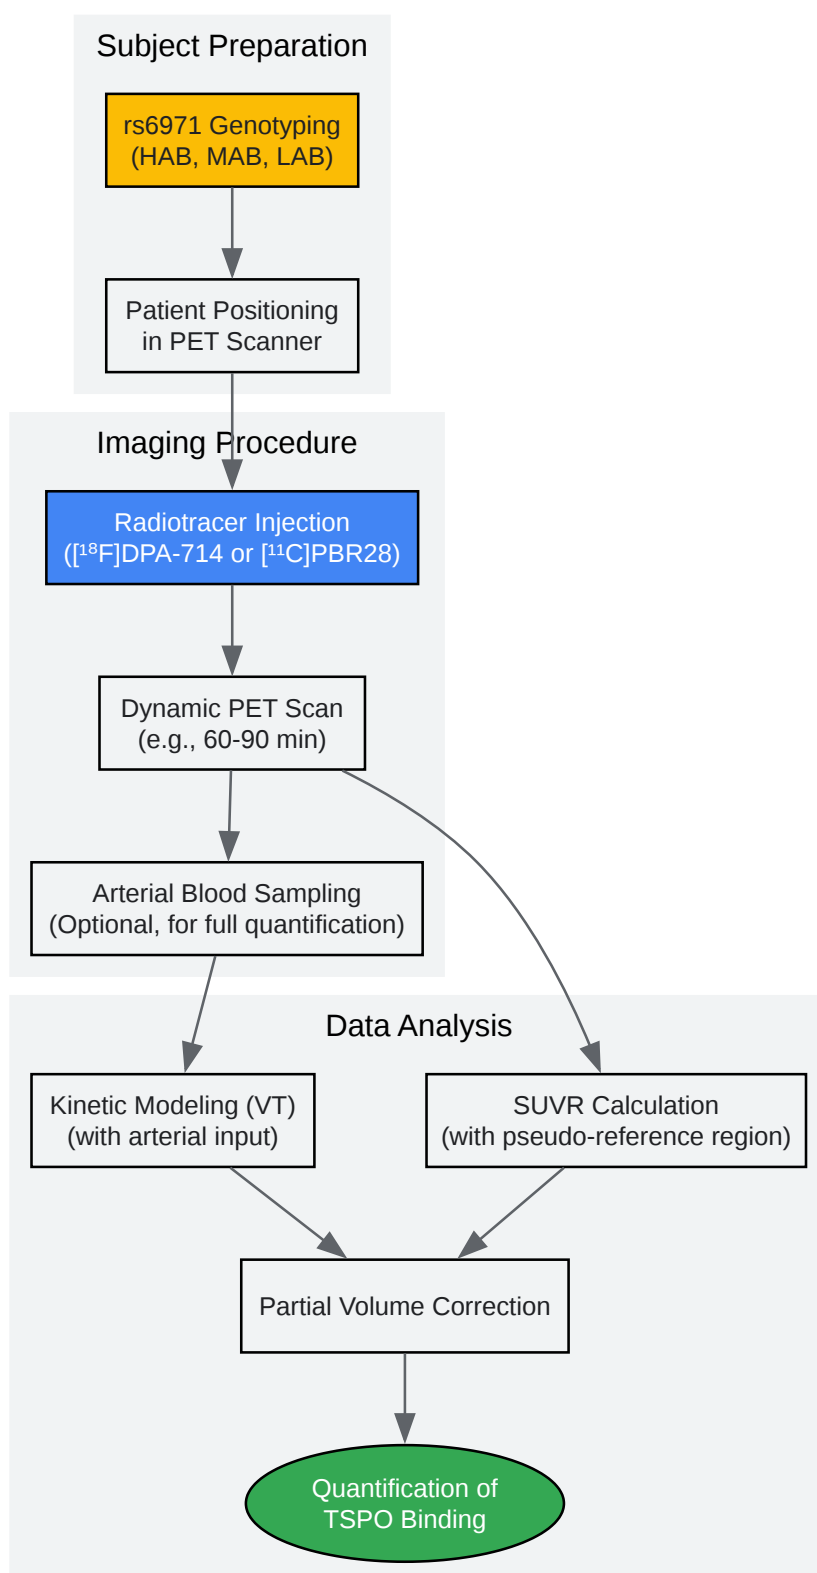 Subject Preparation
rs6971 Genotyping
(HAB, MAB, LAB)
Patient Positioning
in PET Scanner
Imaging Procedure
Radiotracer Injection
([¹⁸F]DPA-714 or [¹¹C]PBR28)
Dynamic PET Scan
(e.g., 60-90 min)
Arterial Blood Sampling
(Optional, for full quantification)
Data Analysis
Kinetic Modeling (VT)
(with arterial input)
SUVR Calculation
(with pseudo-reference region)
Partial Volume Correction
Quantification of
TSPO Binding